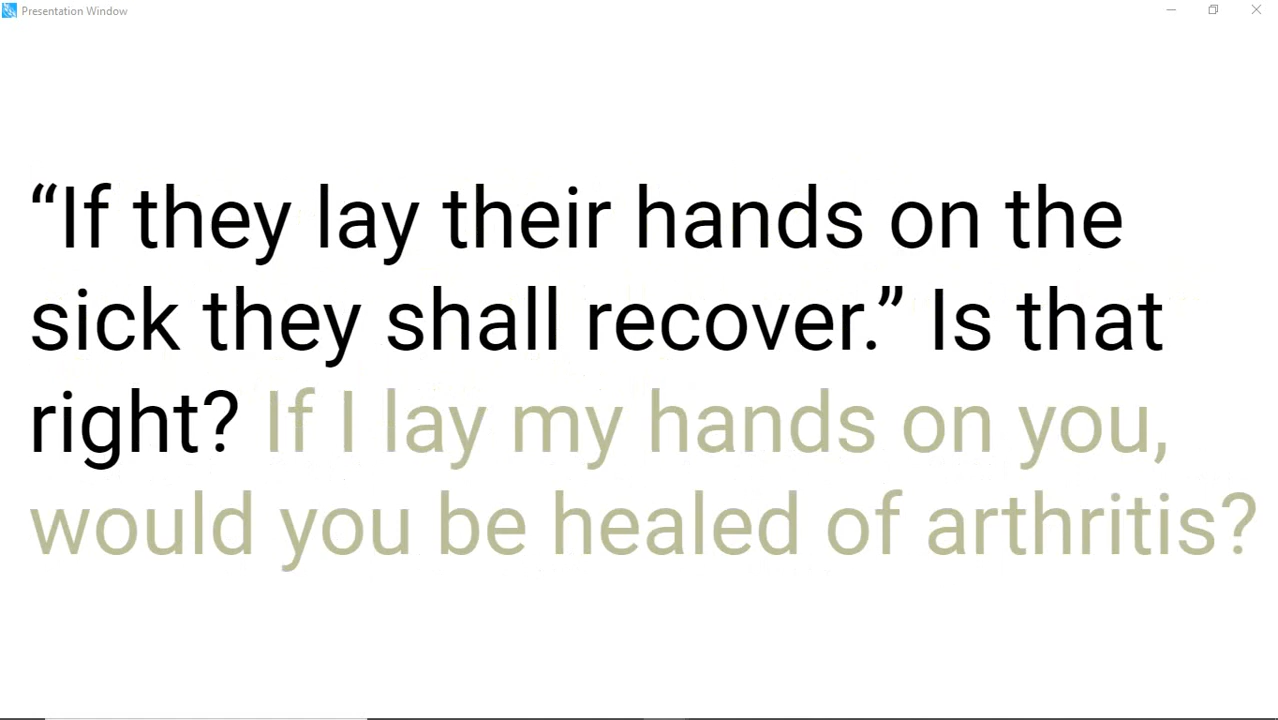 Presentation Window
“If they lay their hands on the
sick they shall recover.” Is that
right? If I lay my hands on you,
would you be healed of arthritis?